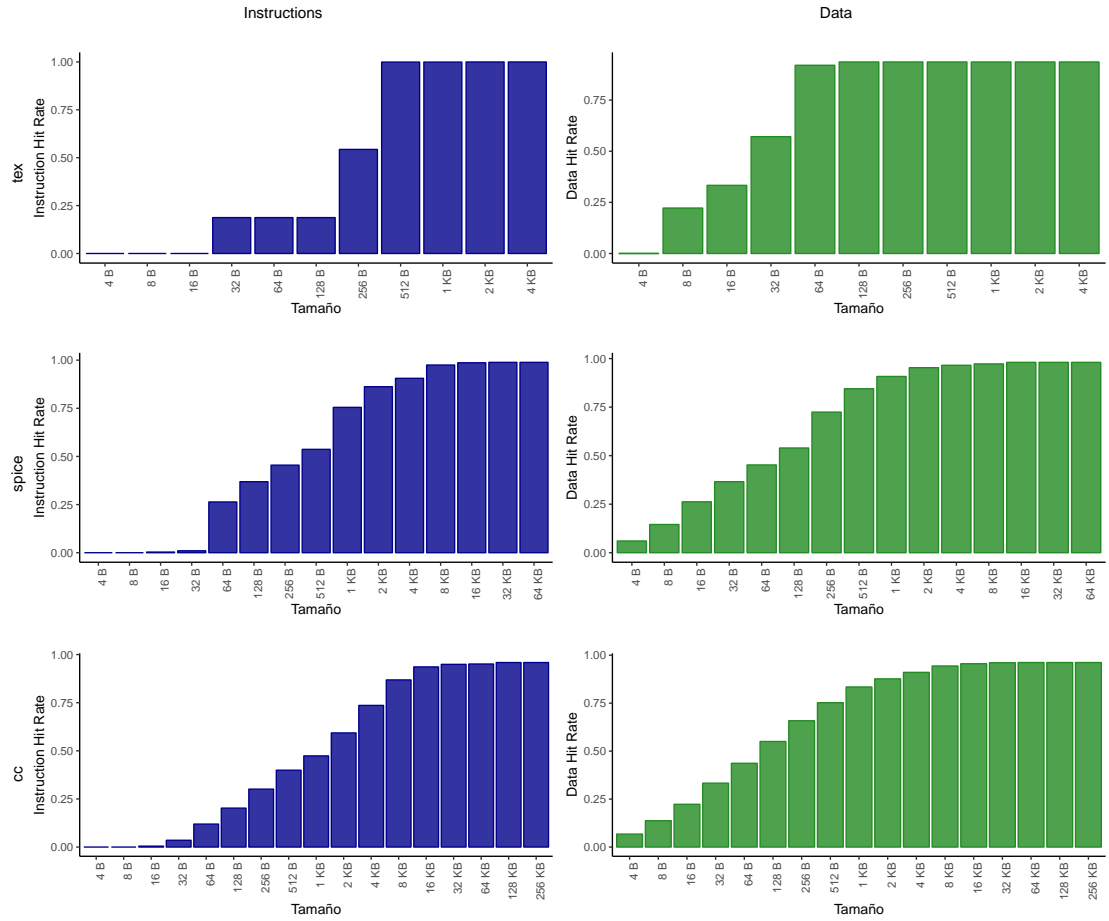 Instructions
Data
tex
Instruction Hit Rate
1.00
0.75
0.50
0.25
0.00
4 B
8 B
16 B
32 B
64 B
128 B
256 B
512 B
1 KB
2 KB
4 KB
Tamaño
Data Hit Rate
0.75
0.50
0.25
0.00
4 B
8 B
16 B
32 B
64 B
128 B
256 B
512 B
1 KB
2 KB
4 KB
Tamaño
spice
Instruction Hit Rate
1.00
0.75
0.50
0.25
0.00
4 B
8 B
16 B
32 B
64 B
128 B
256 B
512 B
1 KB
2 KB
4 KB
8 KB
16 KB
32 KB
64 KB
Tamaño
Data Hit Rate
1.00
0.75
0.50
0.25
0.00
4 B
8 B
16 B
32 B
64 B
128 B
256 B
512 B
1 KB
2 KB
4 KB
8 KB
16 KB
32 KB
64 KB
Tamaño
cc
Instruction Hit Rate
1.00
0.75
0.50
0.25
0.00
4 B
8 B
16 B
32 B
64 B
128 B
256 B
512 B
1 KB
2 KB
4 KB
8 KB
16 KB
32 KB
64 KB
128 KB
256 KB
Tamaño
Data Hit Rate
1.00
0.75
0.50
0.25
0.00
4 B
8 B
16 B
32 B
64 B
128 B
256 B
512 B
1 KB
2 KB
4 KB
8 KB
16 KB
32 KB
64 KB
128 KB
256 KB
Tamaño